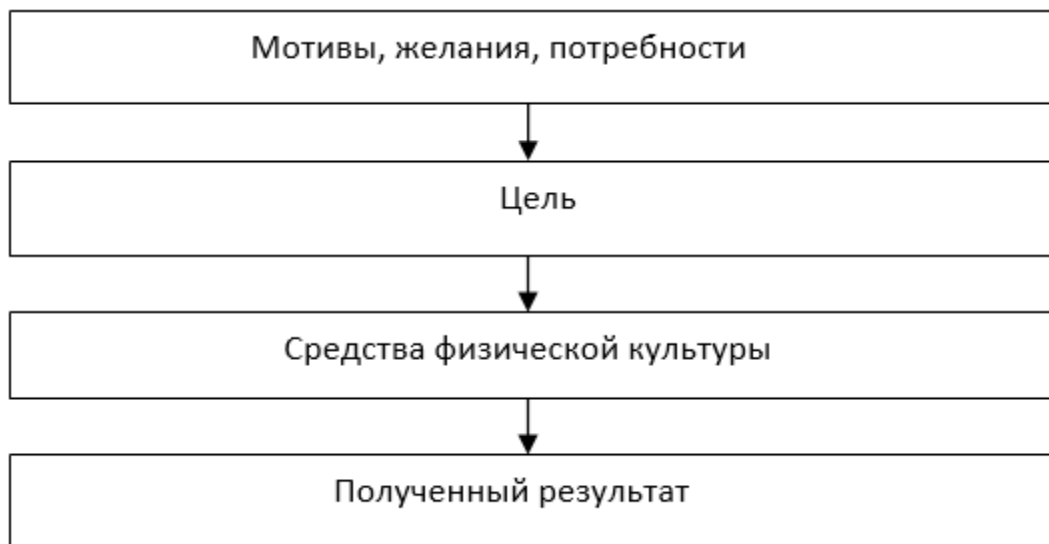 Мотивы, желания, потребности
Цель
Средства физической культуры
Полученный результат